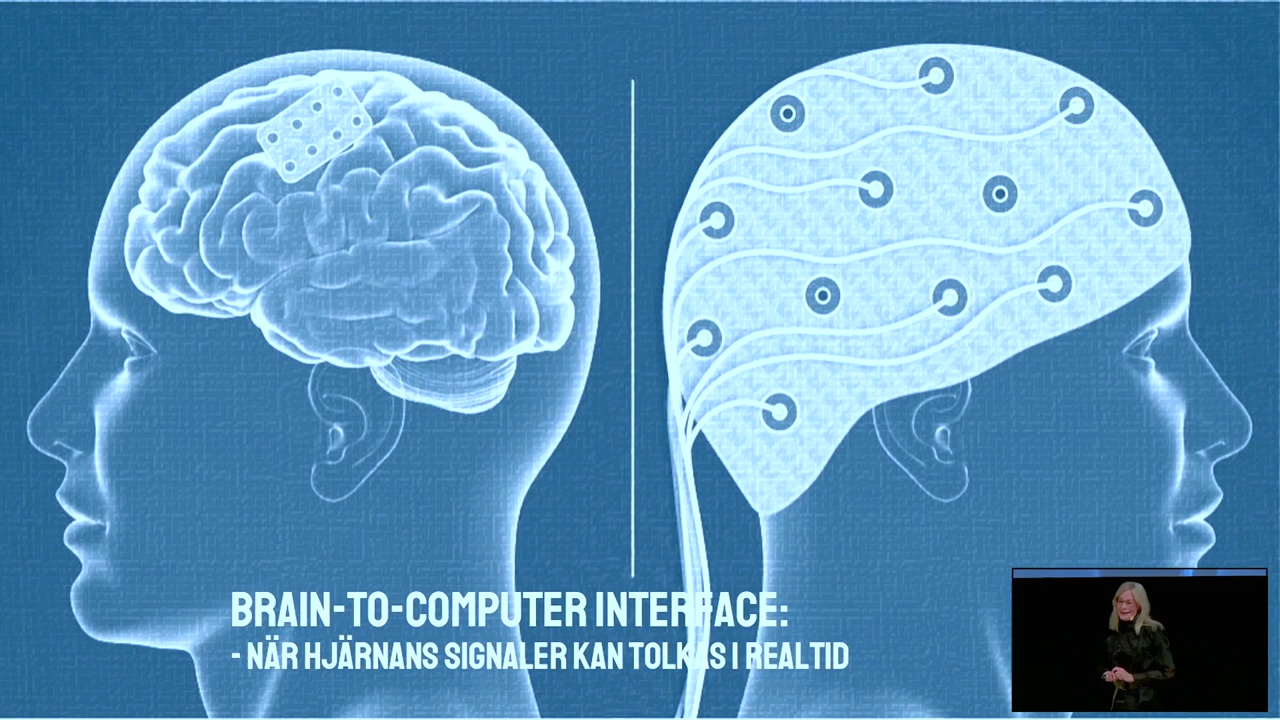 BRAIN-TO-COMPUTER INTERFACE:
- NÄR HJÄRNANS SIGNALER KAN TOLKAS I REALTID